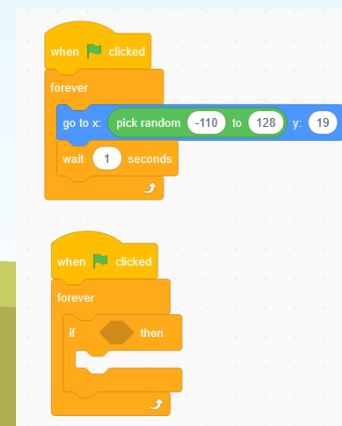 when clicked
forever
go to x: pick random -110 to 128 y: 19
wait 1 seconds
when clicked
forever
if then